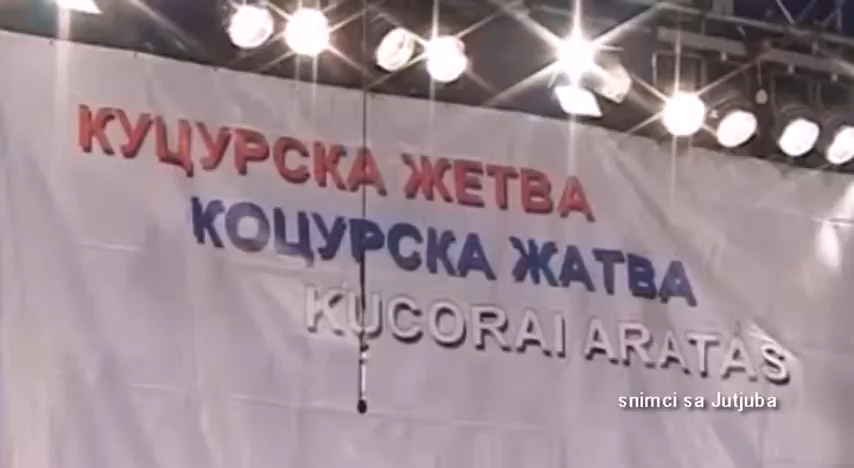 КУЦУРСКА ЖЕТВА
КОЦУРСКА ЖАТВА
KUCORAI ARATÁS
snimci sa Jutjuba